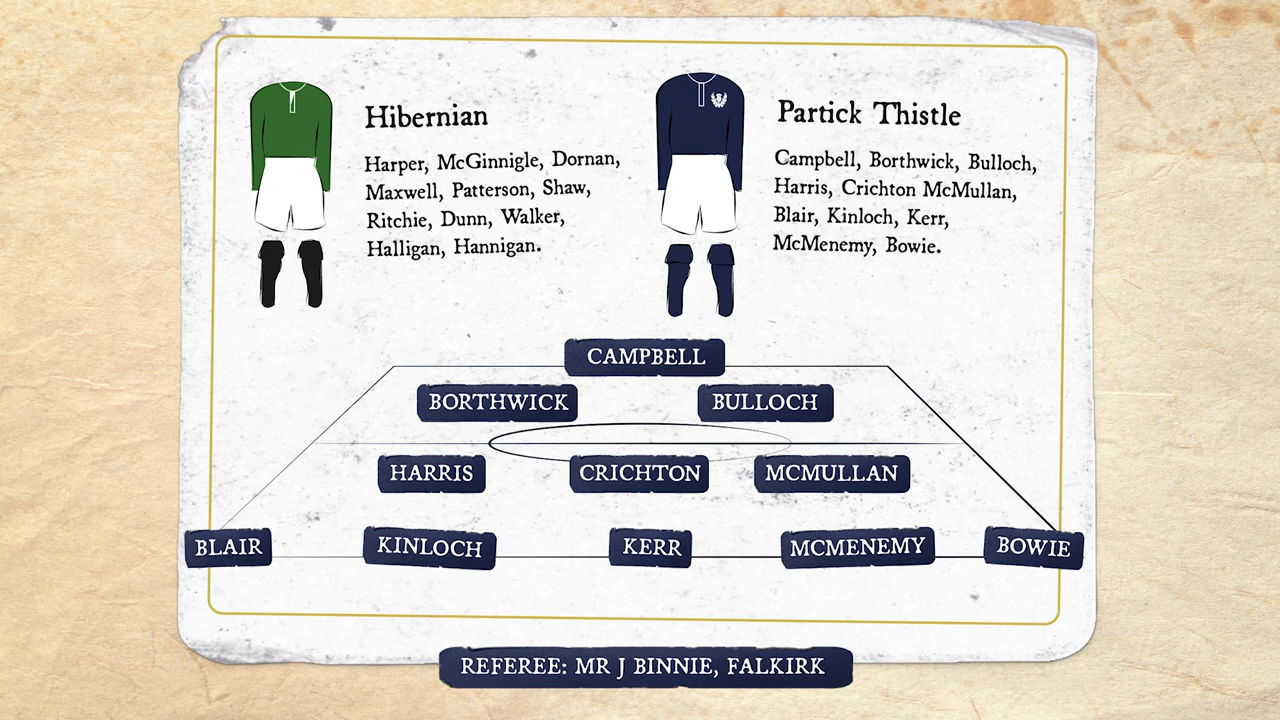 Hibernian
Harper, McGinnigle, Dornan,
Maxwell, Patterson, Shaw,
Ritchie, Dunn, Walker,
Halligan, Hannigan.
Partick Thistle
Campbell, Borthwick, Bulloch,
Harris, Crichton McMullan,
Blair, Kinloch, Kerr,
McMenemy, Bowie.
CAMPBELL
BORTHWICK BULLOCH
HARRIS CRICHTON MCMULLAN
BLAIR KINLOCH KERR MCMENEMY BOWIE
REFEREE: MR J BINNIE, FALKIRK